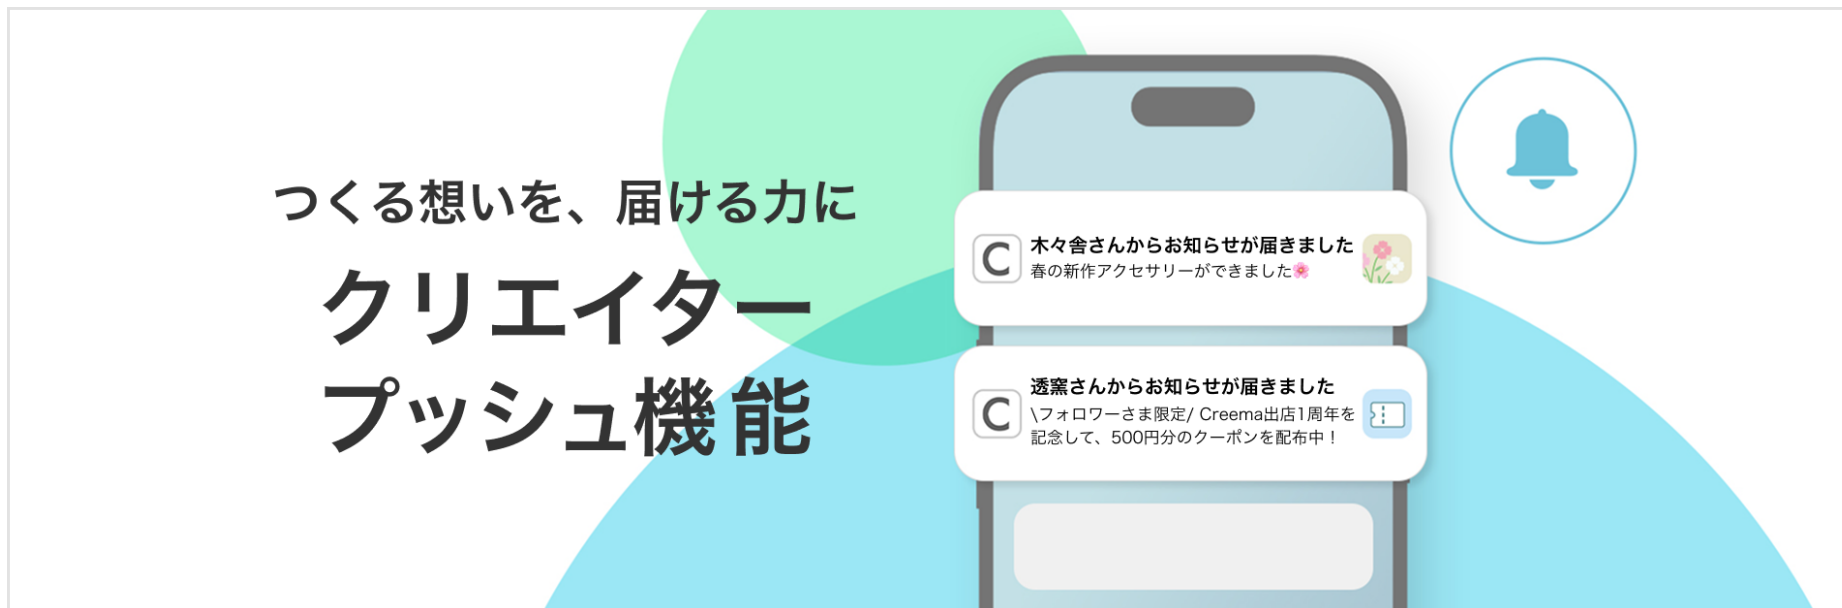 つくる想いを、届ける力に
クリエイター
プッシュ機能
C
木々舎さんからお知らせが届きました
春の新作アクセサリーができました🌸
C
透窯さんからお知らせが届きました
\フォロワーさま限定/ Creema出店1周年を
記念して、500円分のクーポンを配布中！